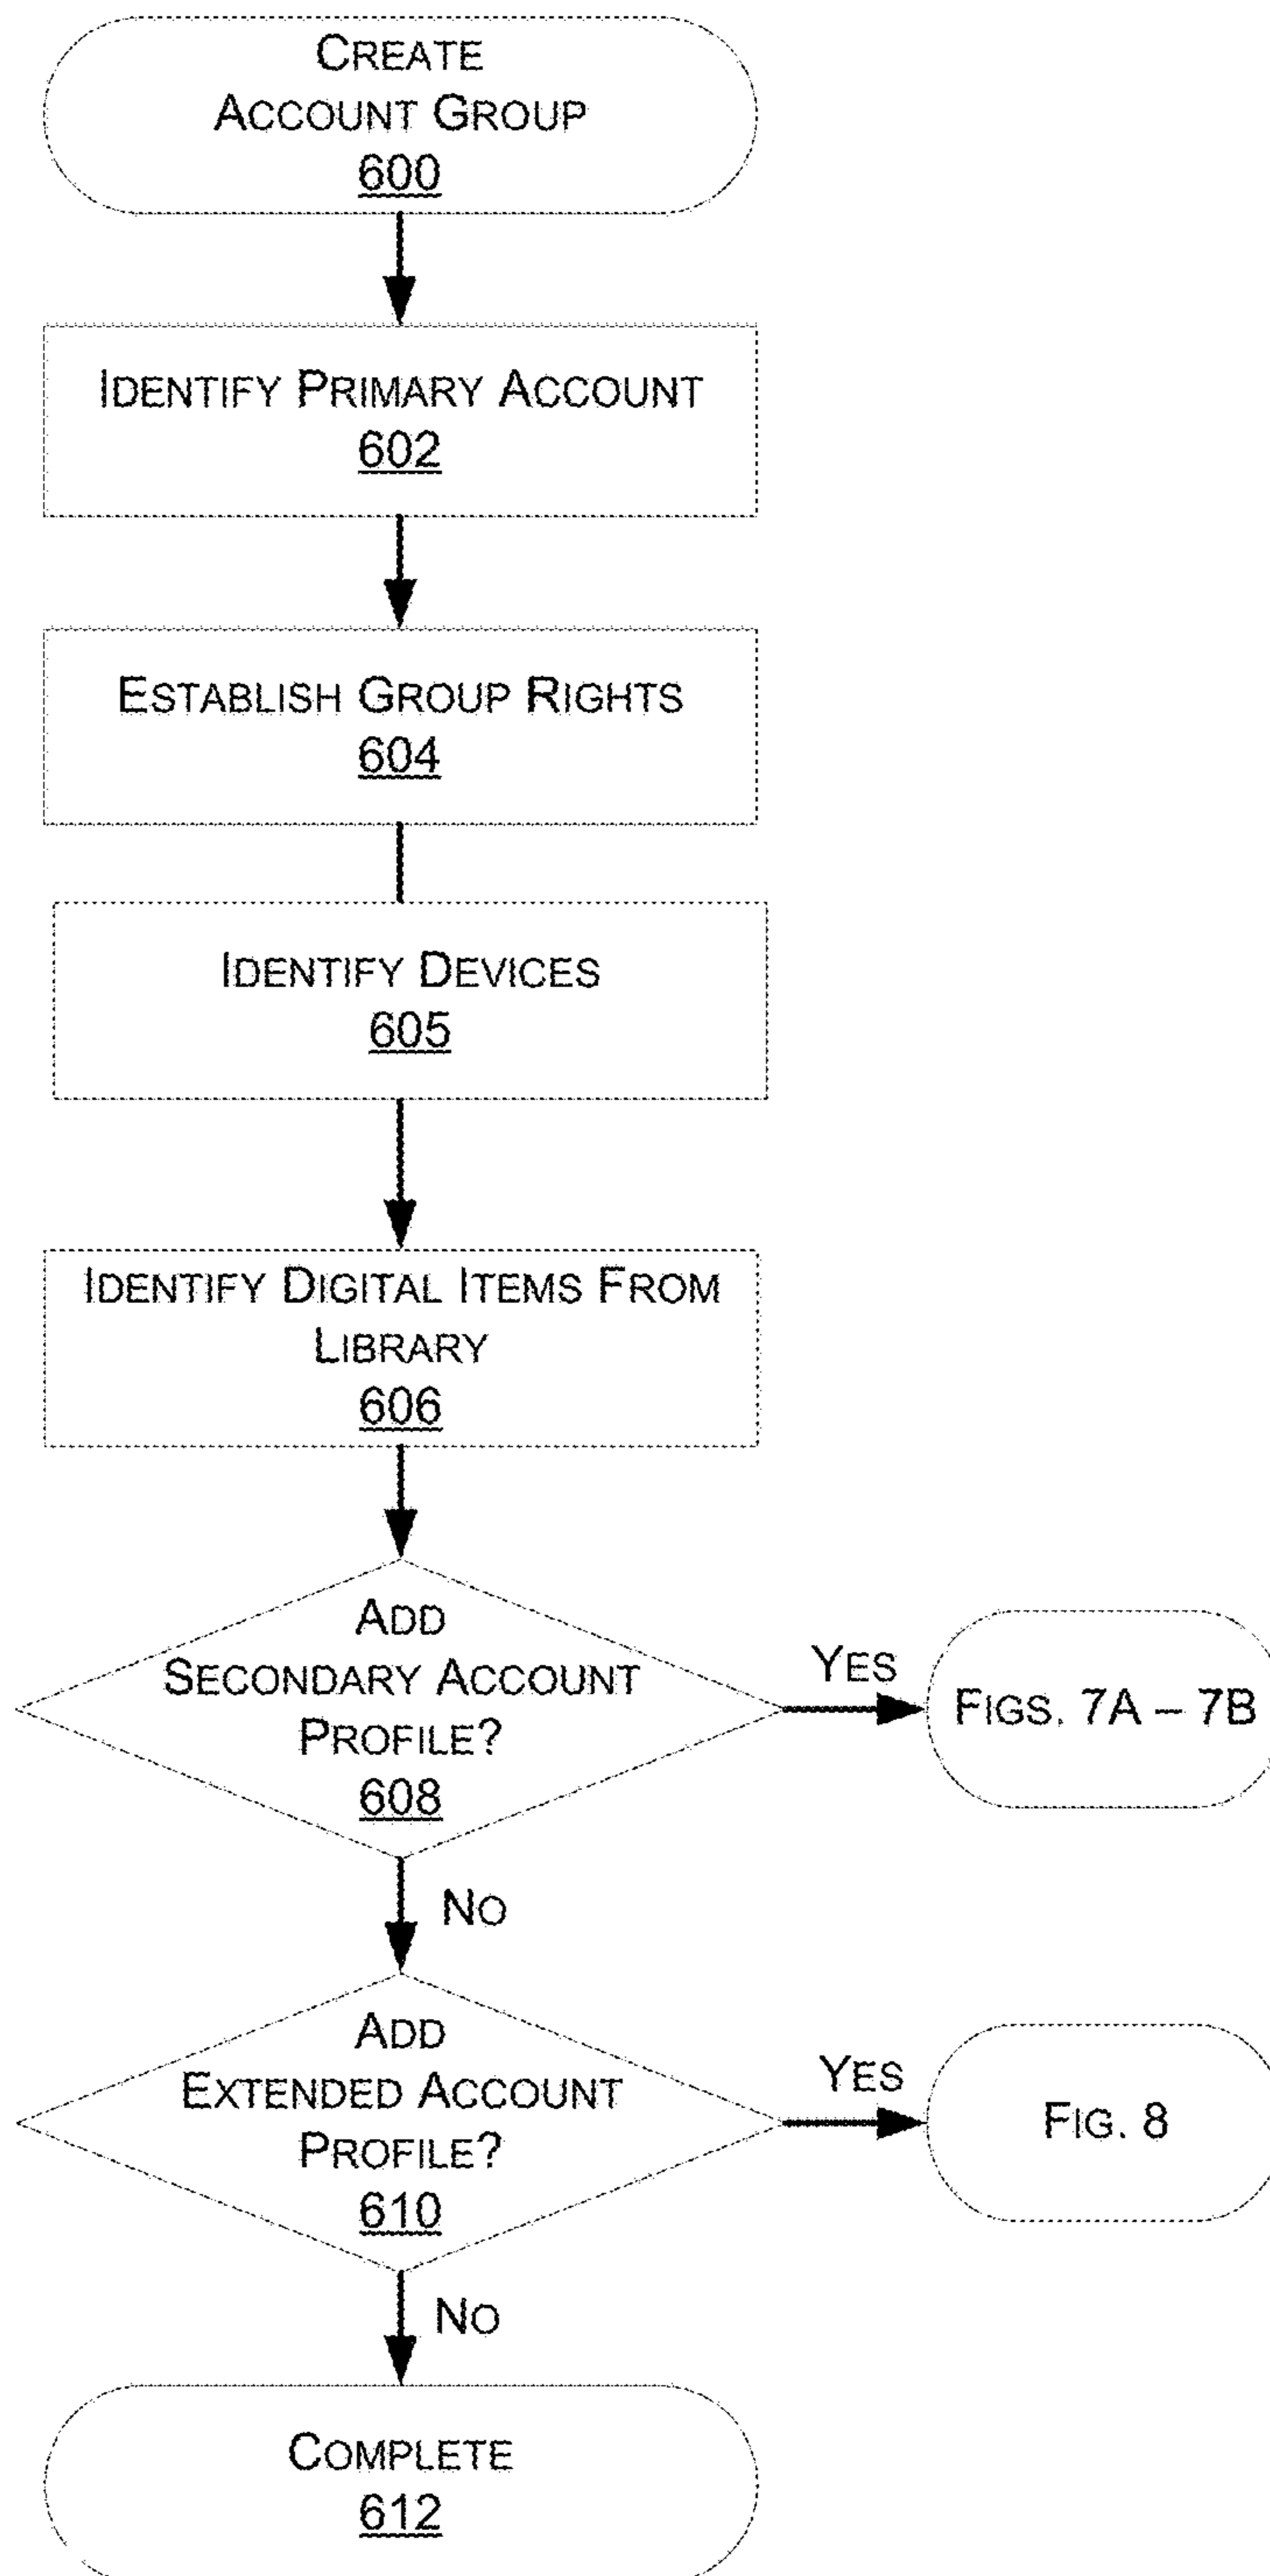 CREATE
ACCOUNT GROUP
600
IDENTIFY PRIMARY ACCOUNT
602
ESTABLISH GROUP RIGHTS
604
IDENTIFY DEVICES
605
IDENTIFY DIGITAL ITEMS FROM
LIBRARY
606
ADD
SECONDARY ACCOUNT
PROFILE?
608
YES
FIGS. 7A – 7B
NO
ADD
EXTENDED ACCOUNT
PROFILE?
610
YES
FIG. 8
NO
COMPLETE
612